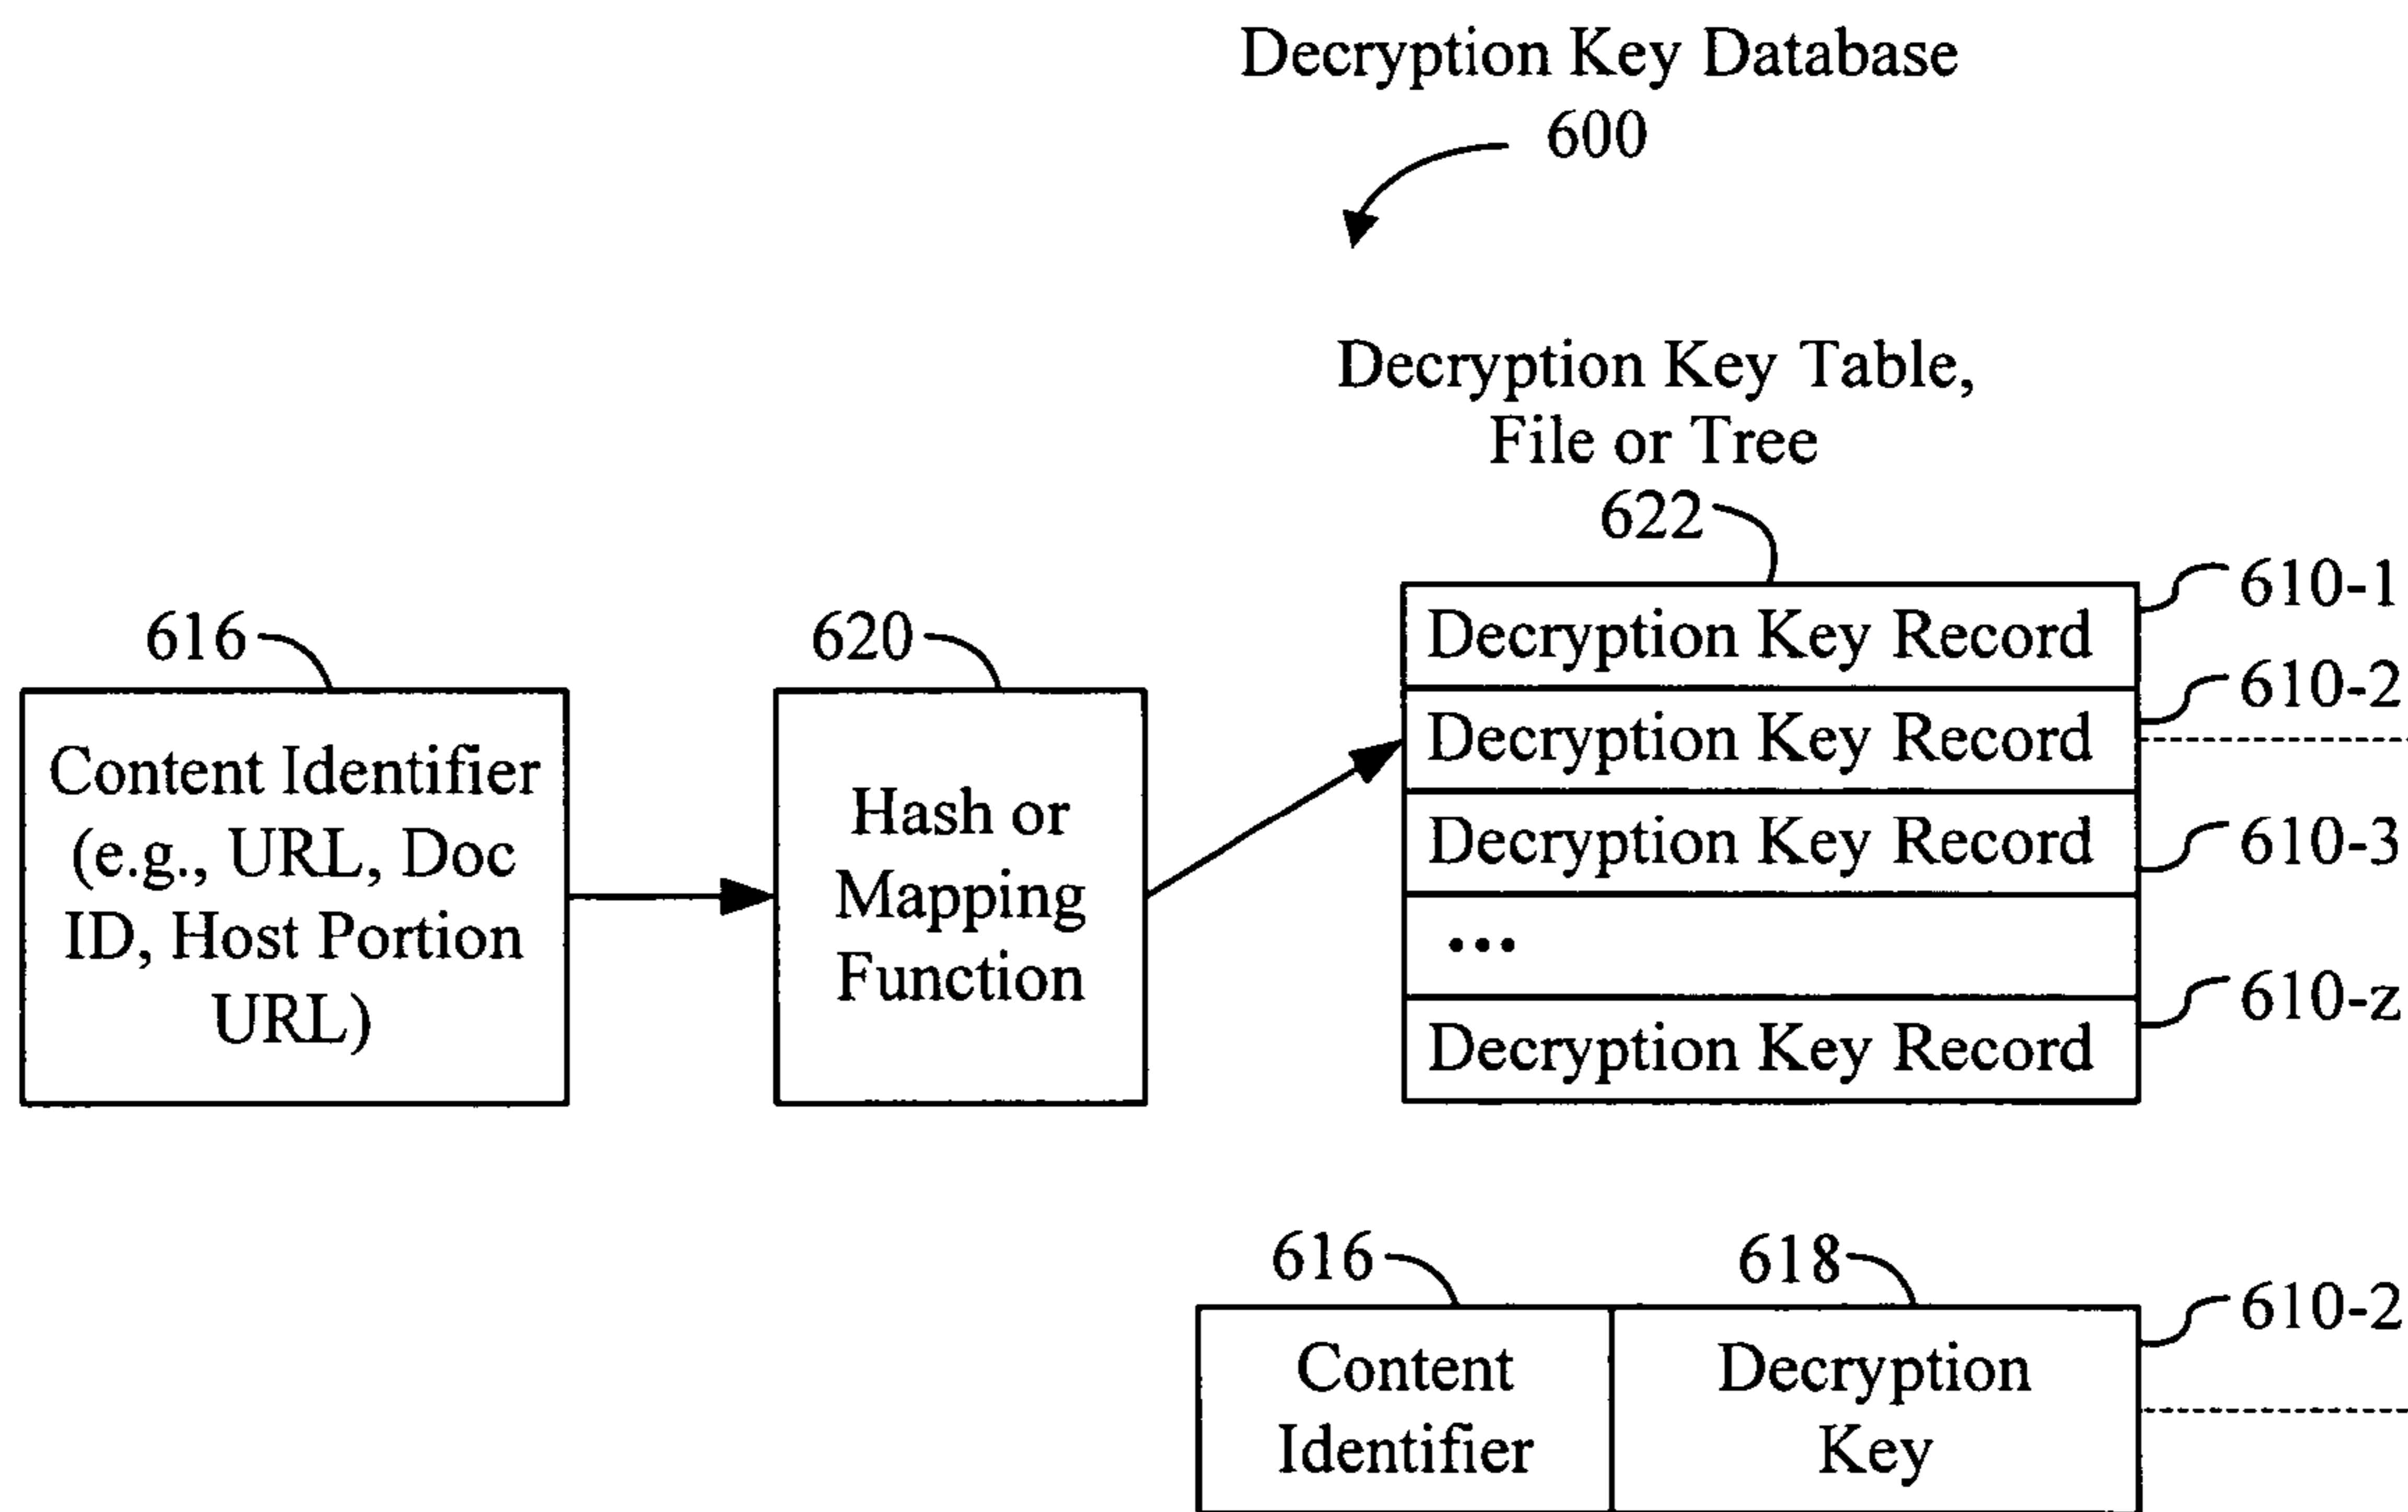 Decryption Key Database
600
Decryption Key Table,
File or Tree
622
616
Content Identifier
(e.g., URL, Doc
ID, Host Portion
URL)
620
Hash or
Mapping
Function
Decryption Key Record
610-1
Decryption Key Record
610-2
Decryption Key Record
610-3
...
Decryption Key Record
610-z
616
Content
Identifier
618
Decryption
Key
610-2